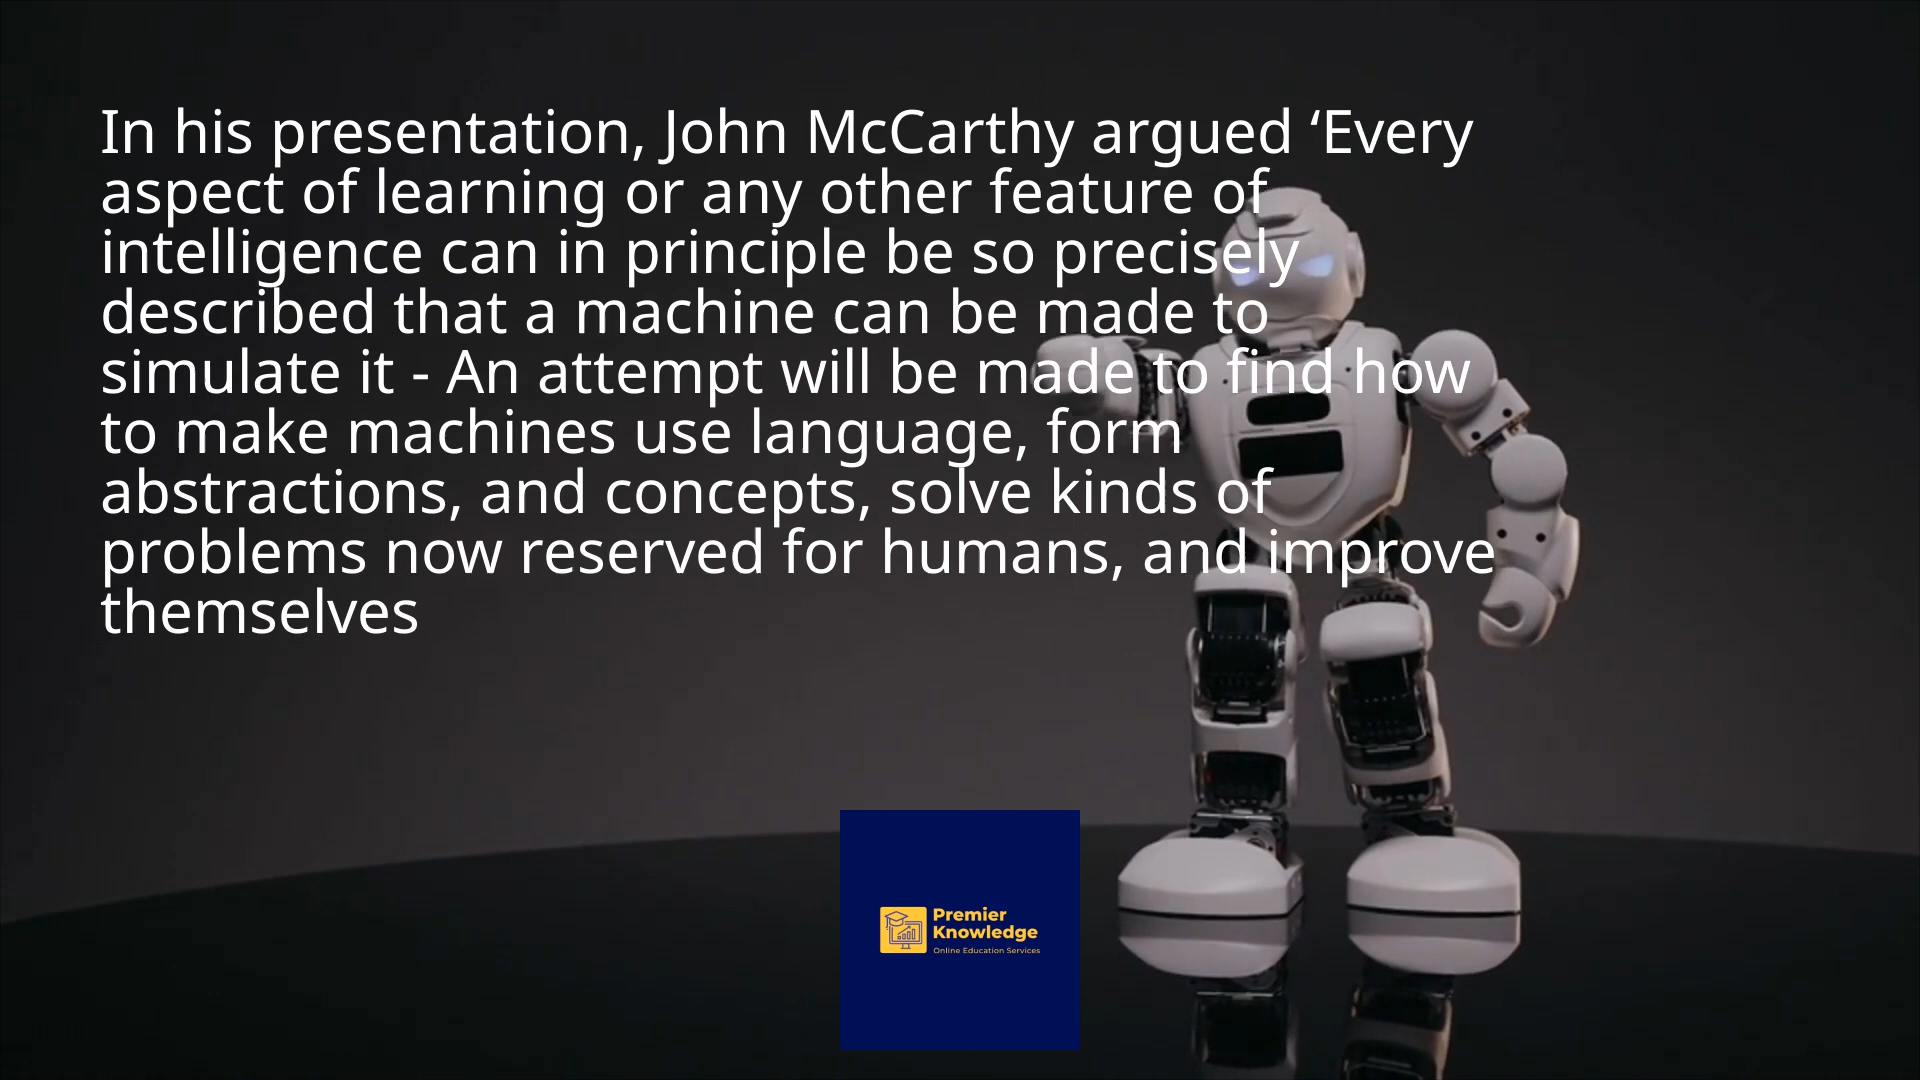 In his presentation, John McCarthy argued ‘Every
aspect of learning or any other feature of
intelligence can in principle be so precisely
described that a machine can be made to
simulate it - An attempt will be made to find how
to make machines use language, form
abstractions, and concepts, solve kinds of
problems now reserved for humans, and improve
themselves
Premier
Knowledge
Online Education Services